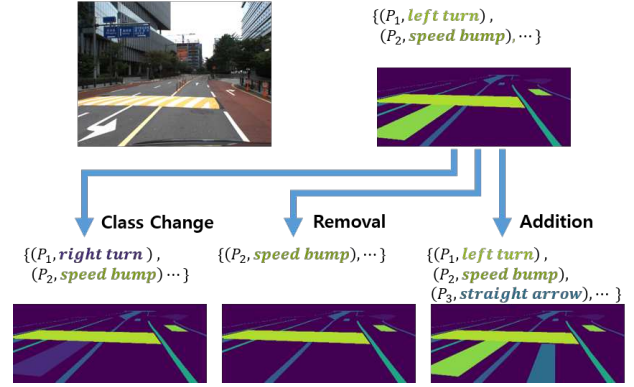 {(P₁, left turn) ,
(P₂, speed bump), ⋯ }
Class Change
Removal
Addition
{(P₁, right turn ) ,
(P₂, speed bump) ⋯ }
{(P₂, speed bump), ⋯ }
{(P₁, left turn) ,
(P₂, speed bump),
(P₃, straight arrow), ⋯ }